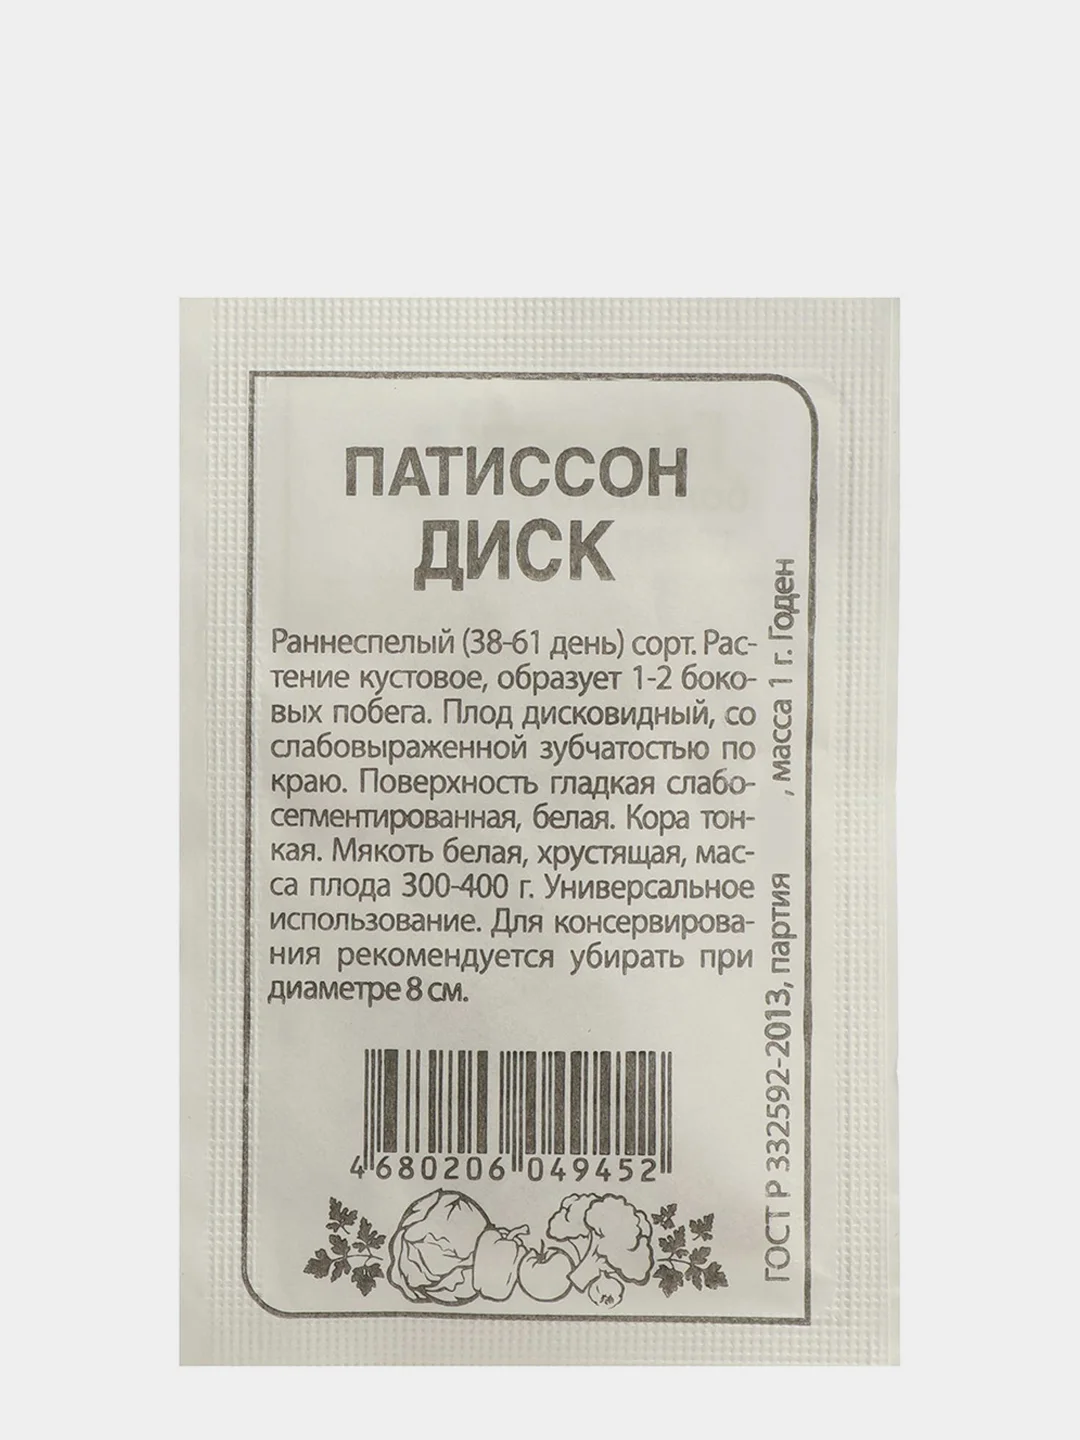 ПАТИССОН
ДИСК
Раннеспелый (38-61 день) сорт. Рас-
тение кустовое, образует 1-2 боко-
вых побега. Плод дисковидный, со
слабовыраженной зубчатостью по
краю. Поверхность гладкая слабо-
сегментированная, белая. Кора тон-
кая. Мякоть белая, хрустящая, мас-
са плода 300-400 г. Универсальное
использование. Для консервирова-
ния рекомендуется убирать при
диаметре 8 см.
4 680206 049452
ГОСТ Р 332592-2013, партия , масса 1 г. Годен